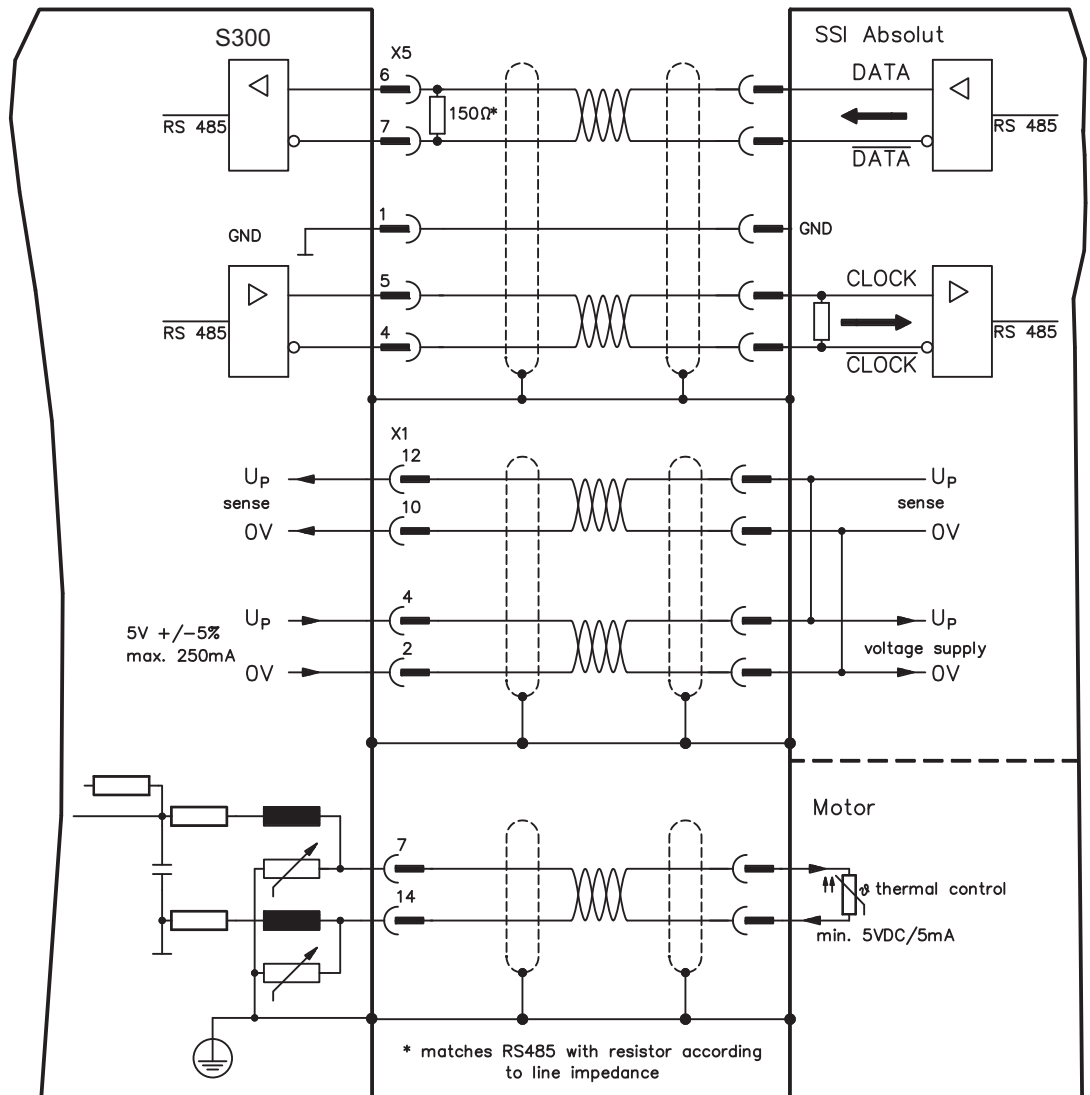 S300
X5
SSI Absolut
6
DATA
150Ω*
RS 485
7
RS 485
DATA
1
GND
GND
5
CLOCK
RS 485
4
RS 485
CLOCK
X1
12
UP
UP
sense
sense
10
0V
0V
4
UP
UP
5V +/-5%
max. 250mA
voltage supply
2
0V
0V
Motor
7
ϑ thermal control
14
min. 5VDC/5mA
* matches RS485 with resistor according
to line impedance